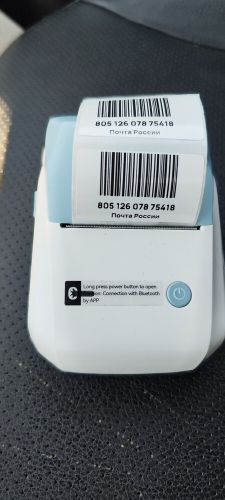 805 126 078 75418
Почта России
805 126 078 75418
Почта России
Long press power button to open.
Connection with Bluetooth
by APP